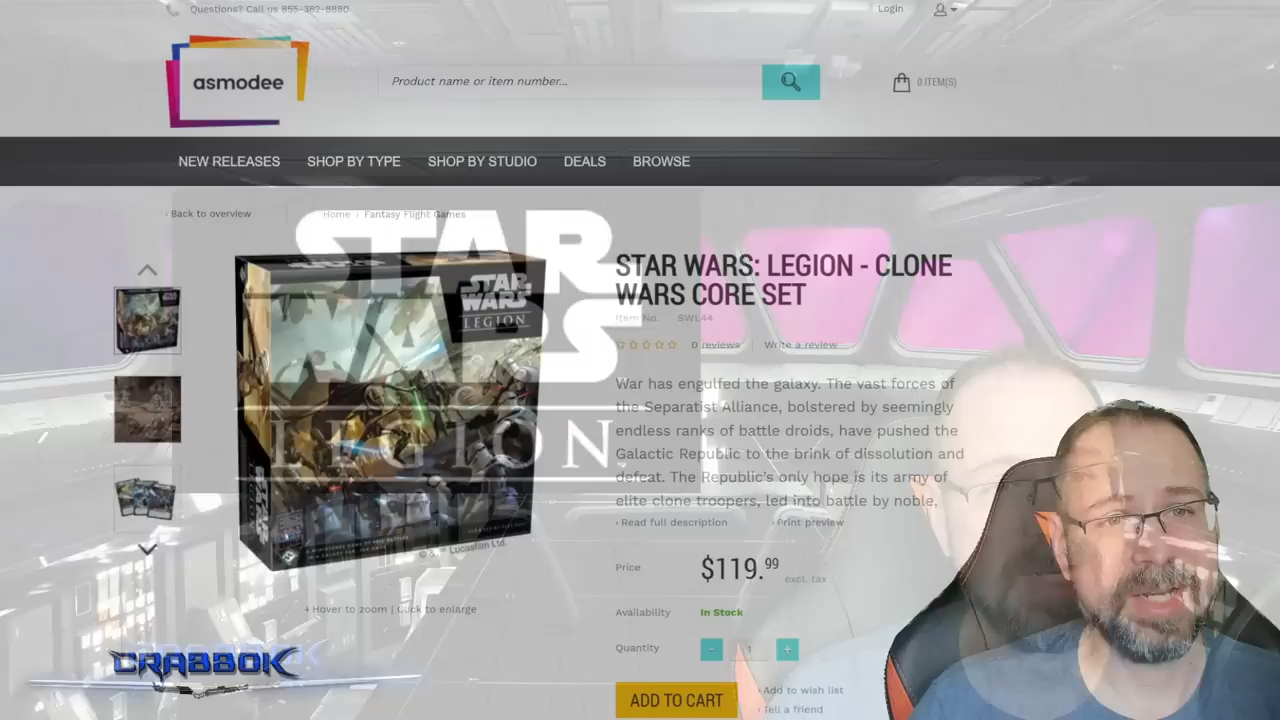 Questions? Call us 855-382-8880
Login
asmodee
Product name or item number...
0 ITEM(S)
NEW RELEASES SHOP BY TYPE SHOP BY STUDIO DEALS BROWSE
‹ Back to overview
Home › Fantasy Flight Games
STAR
WARS
LEGION
STAR
WARS
LEGION
STAR WARS: LEGION - CLONE
WARS CORE SET
Item No. SWL44
0 reviews Write a review
War has engulfed the galaxy. The vast forces of
the Separatist Alliance, bolstered by seemingly
endless ranks of battle droids, have pushed the
Galactic Republic to the brink of dissolution and
defeat. The Republic's only hope is its army of
elite clone troopers, led into battle by noble,
› Read full description › Print preview
© & ™ Lucasfilm Ltd.
Price $119.99 excl. tax
+ Hover to zoom | Click to enlarge
Availability In Stock
Quantity - 1 +
CRABBOK
ADD TO CART
› Add to wish list
› Tell a friend